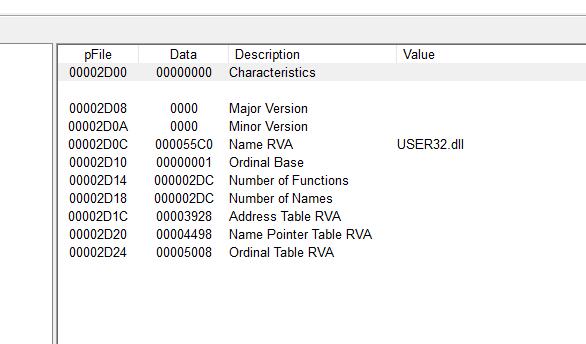 pFile Data Description Value
00002D00 00000000 Characteristics
00002D08 0000 Major Version
00002D0A 0000 Minor Version
00002D0C 000055C0 Name RVA USER32.dll
00002D10 00000001 Ordinal Base
00002D14 000002DC Number of Functions
00002D18 000002DC Number of Names
00002D1C 00003928 Address Table RVA
00002D20 00004498 Name Pointer Table RVA
00002D24 00005008 Ordinal Table RVA